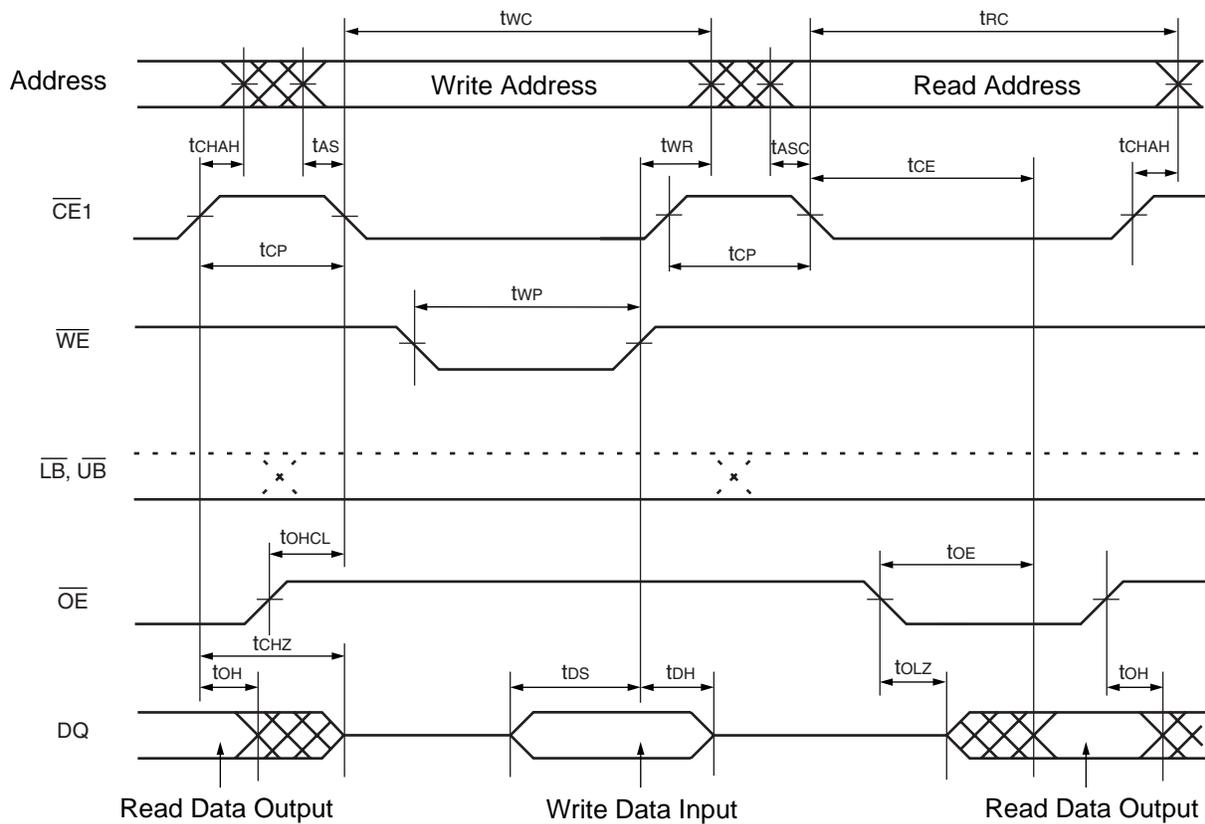 tWC
tRC
Address
Write Address
Read Address
tCHAH
tAS
tWR
tASC
tCE
tCHAH
CE1
tCP
tCP
tWP
WE
LB, UB
tOHCL
tOE
OE
tCHZ
tOH
tDS
tDH
tOLZ
tOH
DQ
Read Data Output
Write Data Input
Read Data Output